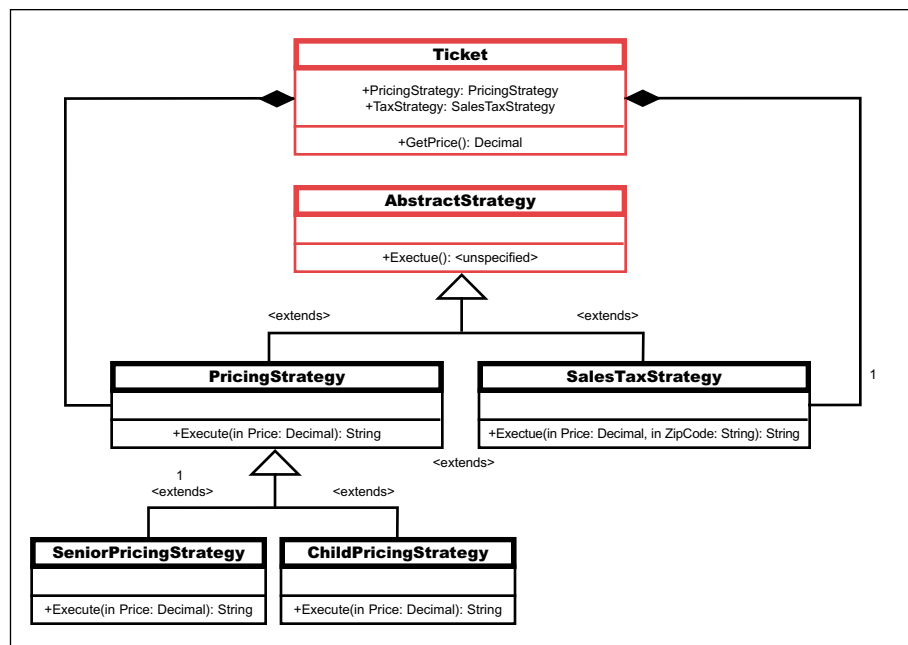 Ticket
+PricingStrategy: PricingStrategy
+TaxStrategy: SalesTaxStrategy
+GetPrice(): Decimal
AbstractStrategy
+Exectue(): <unspecified>
<extends>
<extends>
PricingStrategy
SalesTaxStrategy
1
+Execute(in Price: Decimal): String
+Exectue(in Price: Decimal, in ZipCode: String): String
<extends>
1
<extends>
<extends>
SeniorPricingStrategy
ChildPricingStrategy
+Execute(in Price: Decimal): String
+Execute(in Price: Decimal): String